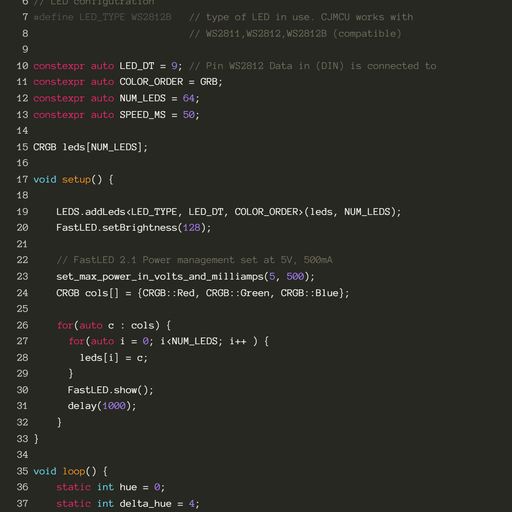 6 // LED configutration
7 #define LED_TYPE WS2812B // type of LED in use. CJMCU works with
8 // WS2811,WS2812,WS2812B (compatible)
9
10 constexpr auto LED_DT = 9; // Pin WS2812 Data in (DIN) is connected to
11 constexpr auto COLOR_ORDER = GRB;
12 constexpr auto NUM_LEDS = 64;
13 constexpr auto SPEED_MS = 50;
14
15 CRGB leds[NUM_LEDS];
16
17 void setup() {
18
19 LEDS.addLeds<LED_TYPE, LED_DT, COLOR_ORDER>(leds, NUM_LEDS);
20 FastLED.setBrightness(128);
21
22 // FastLED 2.1 Power management set at 5V, 500mA
23 set_max_power_in_volts_and_milliamps(5, 500);
24 CRGB cols[] = {CRGB::Red, CRGB::Green, CRGB::Blue};
25
26 for(auto c : cols) {
27 for(auto i = 0; i<NUM_LEDS; i++ ) {
28 leds[i] = c;
29 }
30 FastLED.show();
31 delay(1000);
32 }
33 }
34
35 void loop() {
36 static int hue = 0;
37 static int delta_hue = 4;